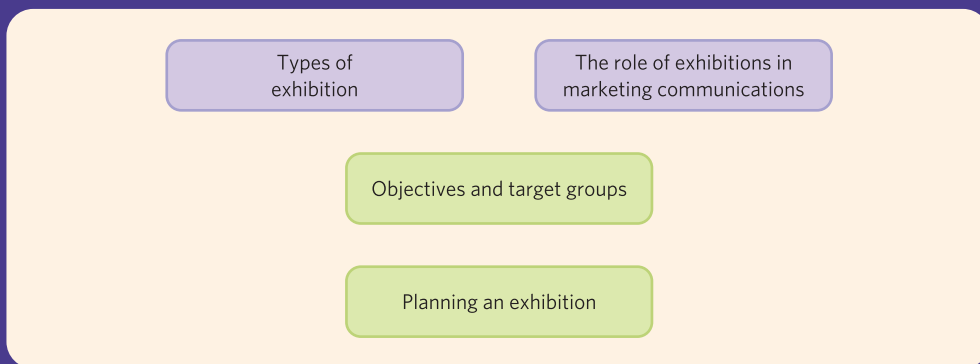 Types of
exhibition
The role of exhibitions in
marketing communications
Objectives and target groups
Planning an exhibition